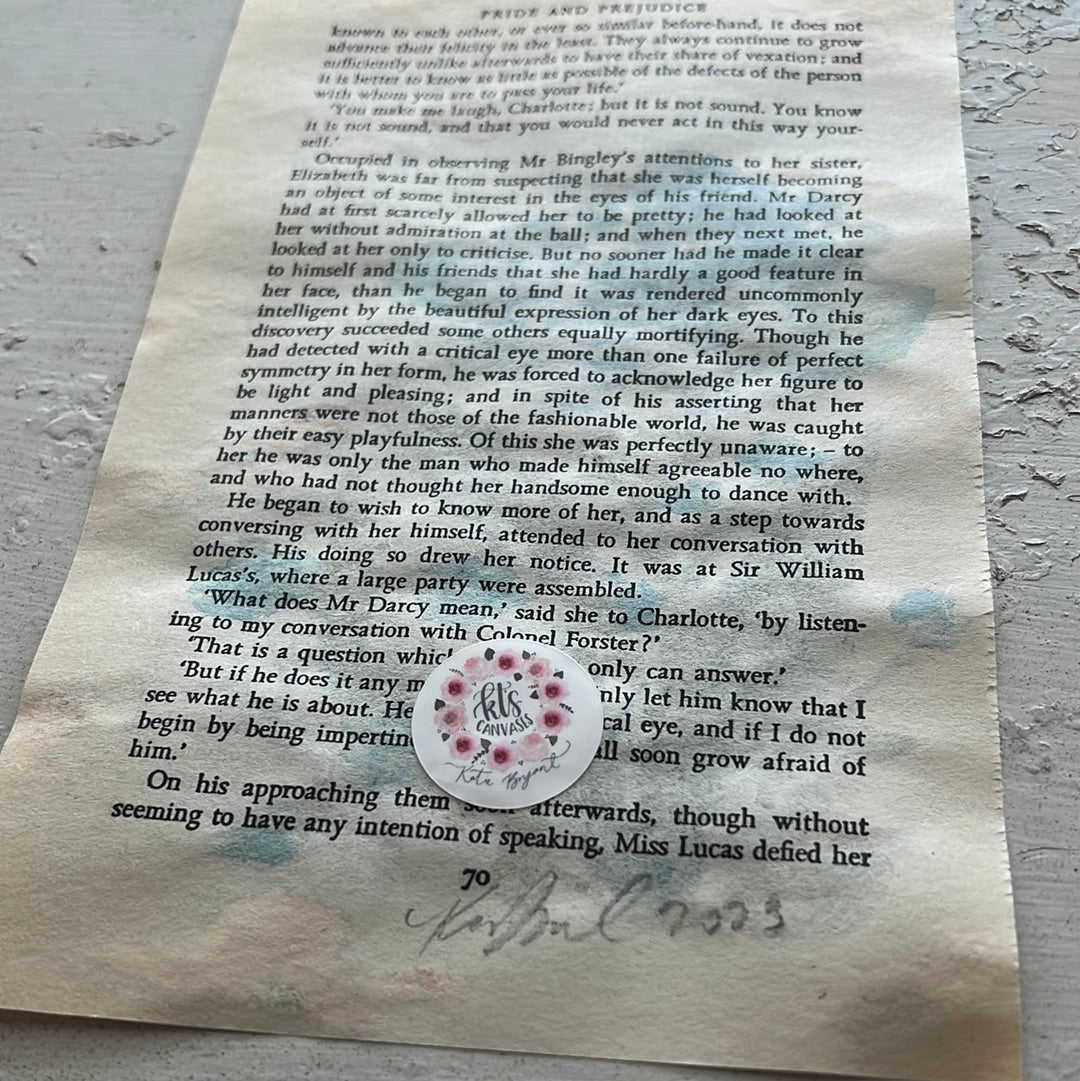 PRIDE AND PREJUDICE
known to each other, or ever so similar before-hand, it does not
advance their felicity in the least. They always continue to grow
sufficiently unlike afterwards to have their share of vexation; and
it is better to know as little as possible of the defects of the person
with whom you are to pass your life.'
'You make me laugh, Charlotte; but it is not sound. You know
it is not sound, and that you would never act in this way your-
self.'
Occupied in observing Mr Bingley's attentions to her sister,
Elizabeth was far from suspecting that she was herself becoming
an object of some interest in the eyes of his friend. Mr Darcy
had at first scarcely allowed her to be pretty; he had looked at
her without admiration at the ball; and when they next met, he
looked at her only to criticise. But no sooner had he made it clear
to himself and his friends that she had hardly a good feature in
her face, than he began to find it was rendered uncommonly
intelligent by the beautiful expression of her dark eyes. To this
discovery succeeded some others equally mortifying. Though he
had detected with a critical eye more than one failure of perfect
symmetry in her form, he was forced to acknowledge her figure to
be light and pleasing; and in spite of his asserting that her
manners were not those of the fashionable world, he was caught
by their easy playfulness. Of this she was perfectly unaware; – to
her he was only the man who made himself agreeable no where,
and who had not thought her handsome enough to dance with.
He began to wish to know more of her, and as a step towards
conversing with her himself, attended to her conversation with
others. His doing so drew her notice. It was at Sir William
Lucas's, where a large party were assembled.
'What does Mr Darcy mean,' said she to Charlotte, 'by listen-
ing to my conversation with Colonel Forster?'
'That is a question only can answer.'
'But if he does it any let him know that I
see what he is about. He eye, and if I do not
begin by being soon grow afraid of
him.'
On his approaching them soon afterwards, though without
seeming to have any intention of speaking, Miss Lucas defied her
70
kt's
CANVASES
Kate Bryant
2023